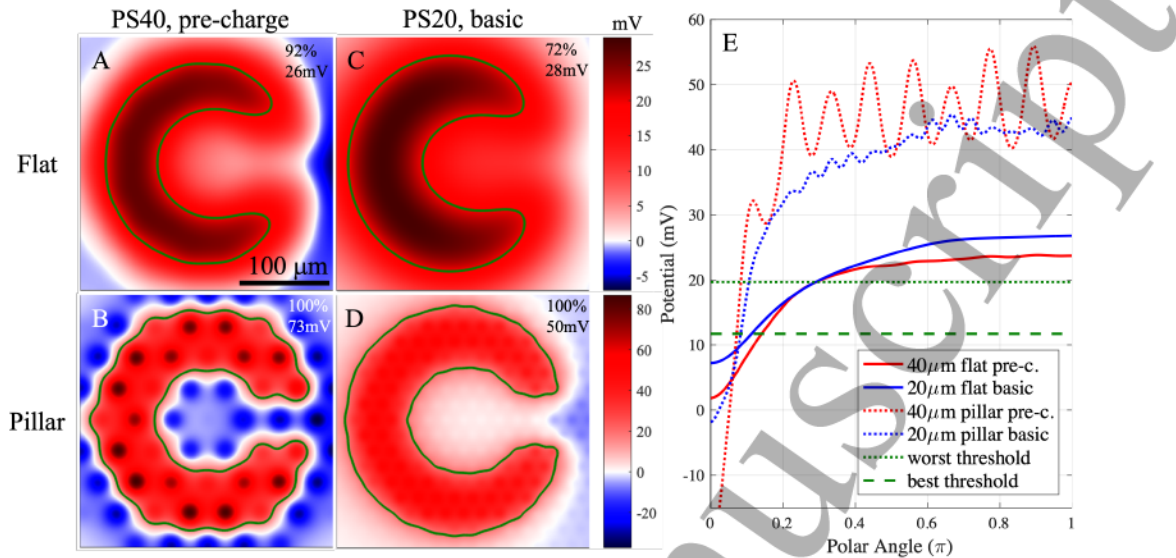 PS40, pre-charge
PS20, basic
mV
Flat
Pillar
A
92%
26mV
100 μm
C
72%
28mV
20
15
10
5
0
-5
B
100%
73mV
D
100%
50mV
80
60
40
20
0
-20
E
Potential (mV)
60
50
40
30
20
10
0
-10
40μm flat pre-c.
20μm flat basic
40μm pillar pre-c.
20μm pillar basic
worst threshold
best threshold
0
0.2
0.4
0.6
0.8
1
Polar Angle (π)
uscript